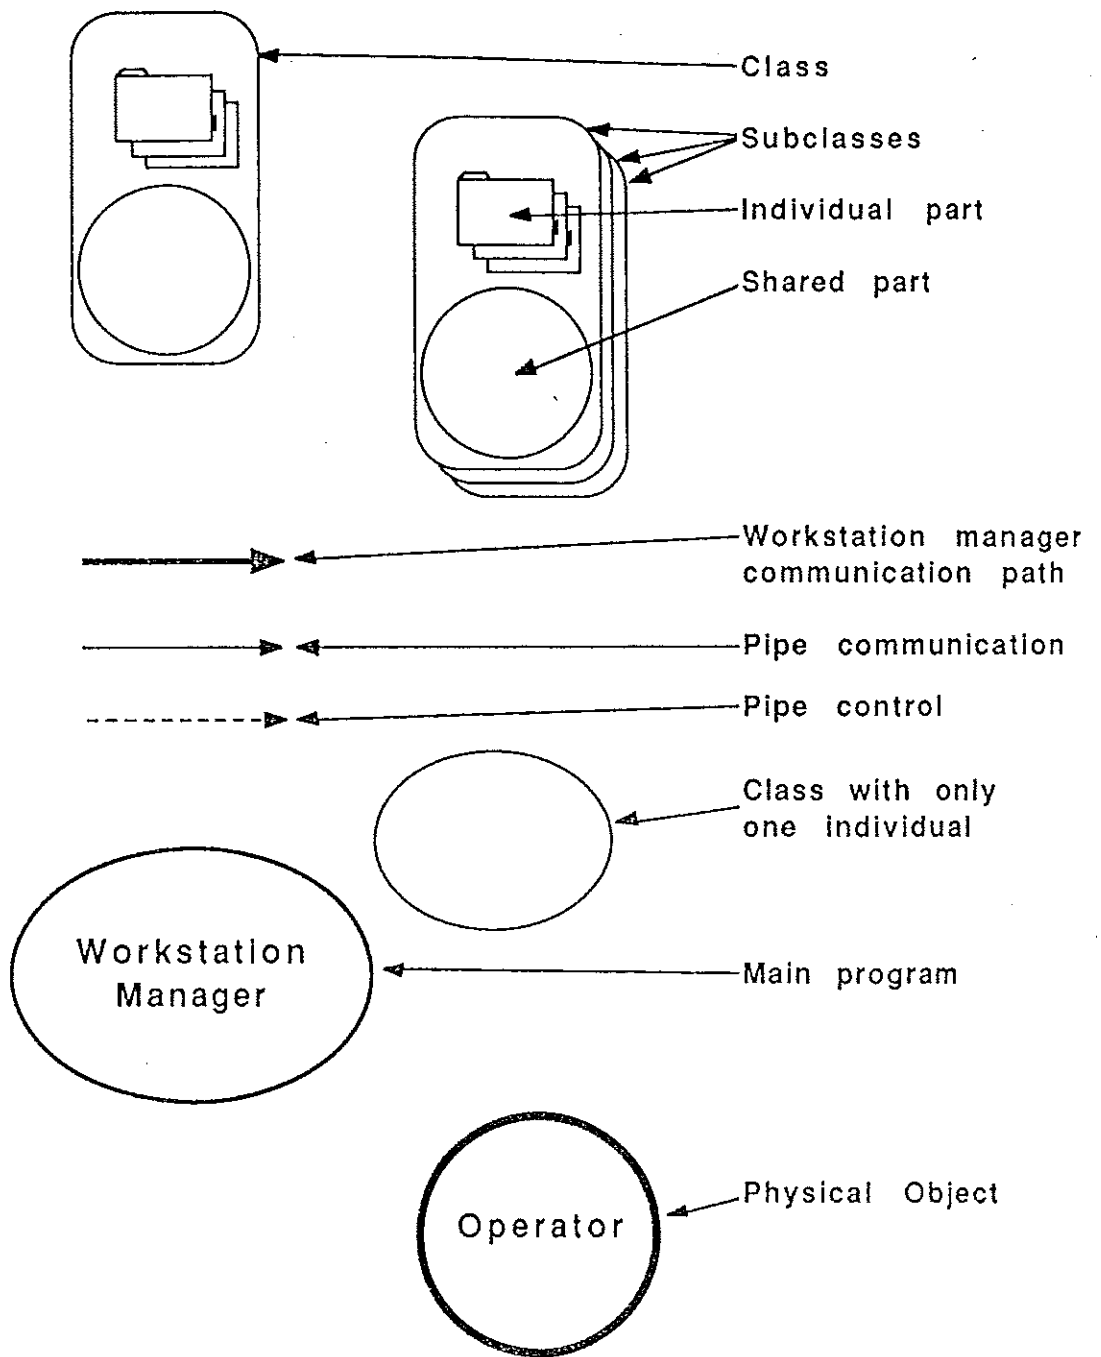 Class
Subclasses
Individual part
Shared part
Workstation manager
communication path
Pipe communication
Pipe control
Class with only
one individual
Workstation
Manager
Main program
Physical Object
Operator